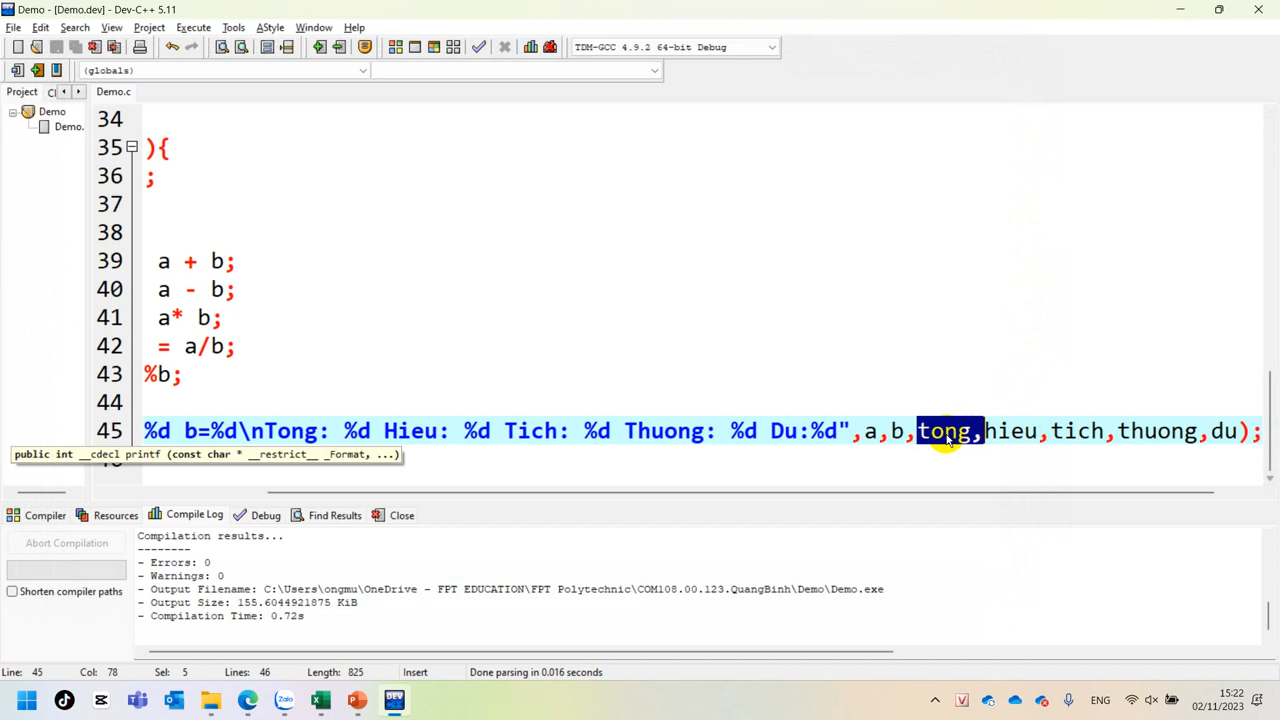 Demo - [Demo.dev] - Dev-C++ 5.11
File Edit Search View Project Execute Tools AStyle Window Help
TDM-GCC 4.9.2 64-bit Debug
(globals)
Project Demo.c
Demo
Demo.
34
35 ){
36 ;
37
38
39 a + b;
40 a - b;
41 a* b;
42 = a/b;
43 %b;
44
45 %d b=%d\nTong: %d Hieu: %d Tich: %d Thuong: %d Du:%d",a,b,tong,hieu,tich,thuong,du);
public int __cdecl printf (const char * __restrict__ _Format, ...)
Compiler Resources Compile Log Debug Find Results Close
Abort Compilation
Shorten compiler paths
Compilation results...
--------
- Errors: 0
- Warnings: 0
- Output Filename: C:\Users\ongmu\OneDrive - FPT EDUCATION\FPT Polytechnic\COM108.00.123.QuangBinh\Demo\Demo.exe
- Output Size: 155.6044921875 KiB
- Compilation Time: 0.72s
Line: 45 Col: 78 Sel: 5 Lines: 46 Length: 825 Insert Done parsing in 0.016 seconds
ENG
15:22
02/11/2023